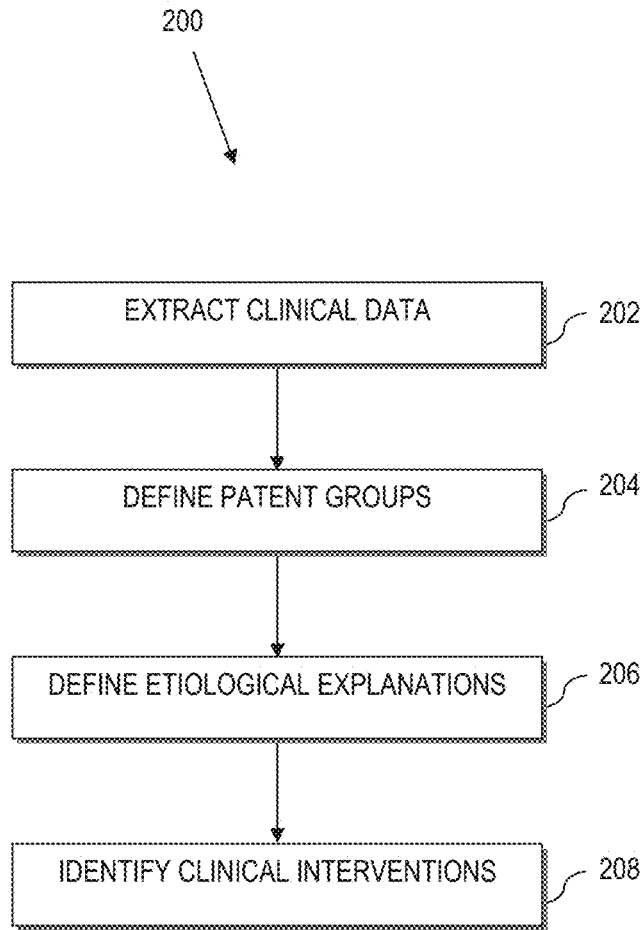 200
EXTRACT CLINICAL DATA
202
DEFINE PATENT GROUPS
204
DEFINE ETIOLOGICAL EXPLANATIONS
206
IDENTIFY CLINICAL INTERVENTIONS
208